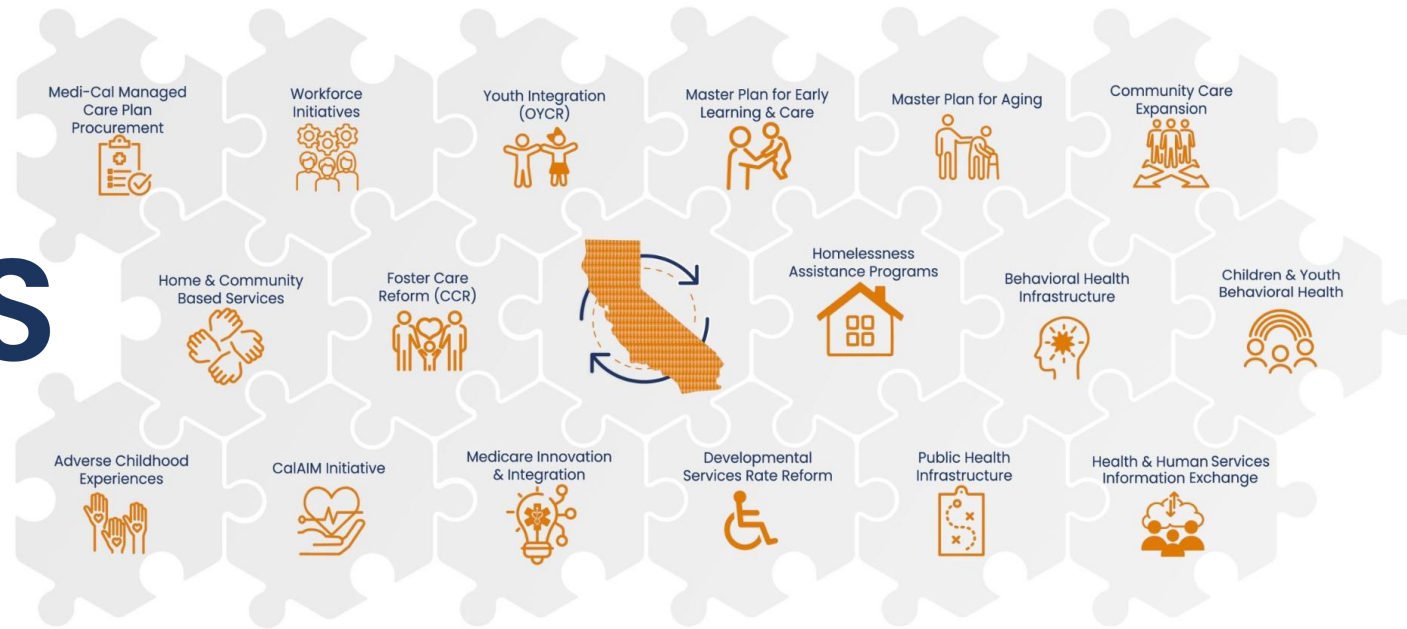 Medi-Cal Managed
Care Plan
Procurement
Workforce
Initiatives
Youth Integration
(OYCR)
Master Plan for Early
Learning & Care
Master Plan for Aging
Community Care
Expansion
S
Home & Community
Based Services
Foster Care
Reform (CCR)
Homelessness
Assistance Programs
Behavioral Health
Infrastructure
Children & Youth
Behavioral Health
Adverse Childhood
Experiences
CalAIM Initiative
Medicare Innovation
& Integration
Developmental
Services Rate Reform
Public Health
Infrastructure
Health & Human Services
Information Exchange